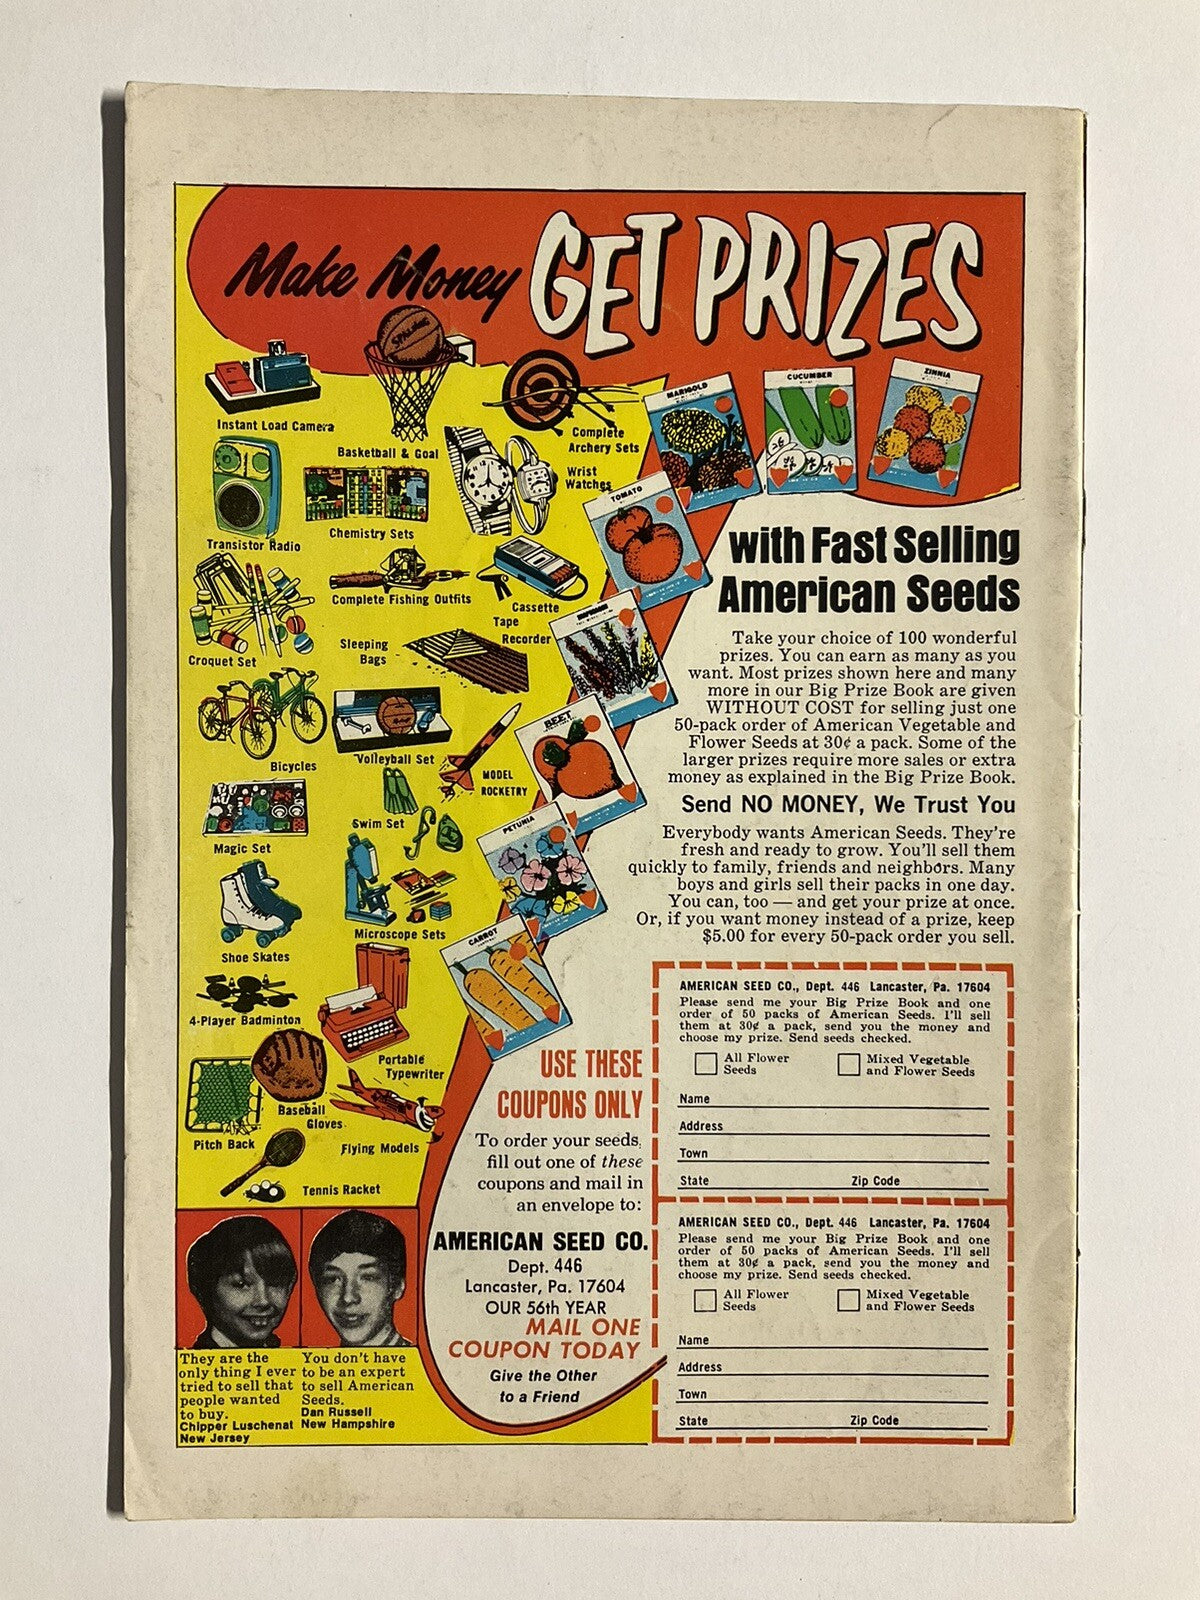 Make Money GET PRIZES
SPALDING
Instant Load Camera
Basketball & Goal
Complete
Archery Sets
Wrist
Watches
Transistor Radio
Chemistry Sets
Complete Fishing Outfits
Cassette
Tape
Recorder
Croquet Set
Sleeping
Bags
Bicycles
Volleyball Set
MODEL
ROCKETRY
Magic Set
Swim Set
Shoe Skates
Microscope Sets
4-Player Badminton
Portable
Typewriter
Pitch Back
Baseball
Gloves
Flying Models
Tennis Racket
MARIGOLD
CUCUMBER
ZINNIA
TOMATO
BEET
PETUNIA
CARROT
with Fast Selling
American Seeds
Take your choice of 100 wonderful
prizes. You can earn as many as you
want. Most prizes shown here and many
more in our Big Prize Book are given
WITHOUT COST for selling just one
50-pack order of American Vegetable and
Flower Seeds at 30¢ a pack. Some of the
larger prizes require more sales or extra
money as explained in the Big Prize Book.
Send NO MONEY, We Trust You
Everybody wants American Seeds. They're
fresh and ready to grow. You'll sell them
quickly to family, friends and neighbors. Many
boys and girls sell their packs in one day.
You can, too — and get your prize at once.
Or, if you want money instead of a prize, keep
$5.00 for every 50-pack order you sell.
USE THESE
COUPONS ONLY
To order your seeds,
fill out one of these
coupons and mail in
an envelope to:
AMERICAN SEED CO.
Dept. 446
Lancaster, Pa. 17604
OUR 56th YEAR
MAIL ONE
COUPON TODAY
Give the Other
to a Friend
AMERICAN SEED CO., Dept. 446 Lancaster, Pa. 17604
Please send me your Big Prize Book and one
order of 50 packs of American Seeds. I'll sell
them at 30¢ a pack, send you the money and
choose my prize. Send seeds checked.
All Flower
Seeds
Mixed Vegetable
and Flower Seeds
Name
Address
Town
State Zip Code
AMERICAN SEED CO., Dept. 446 Lancaster, Pa. 17604
Please send me your Big Prize Book and one
order of 50 packs of American Seeds. I'll sell
them at 30¢ a pack, send you the money and
choose my prize. Send seeds checked.
All Flower
Seeds
Mixed Vegetable
and Flower Seeds
Name
Address
Town
State Zip Code
They are the
only thing I ever
tried to sell that
people wanted
to buy.
Chipper Luschenat
New Jersey
You don't have
to be an expert
to sell American
Seeds.
Dan Russell
New Hampshire